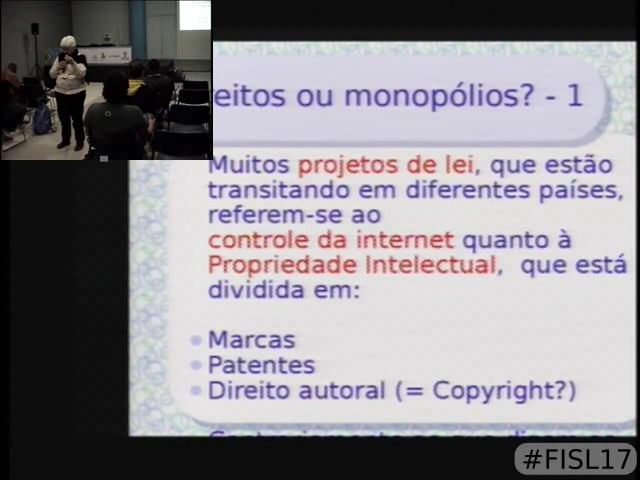 eitos ou monopólios? - 1
Muitos projetos de lei, que estão
transitando em diferentes países,
referem-se ao
controle da internet quanto à
Propriedade Intelectual,  que está
dividida em:
Marcas
Patentes
Direito autoral (= Copyright?)
#FISL17